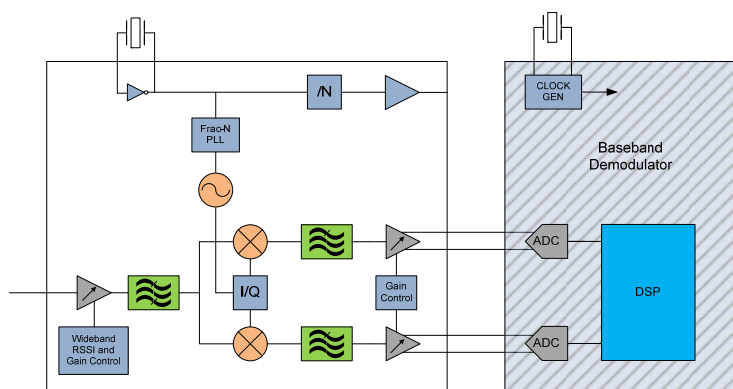 /N
CLOCK
GEN
Frac-N
PLL
Baseband
Demodulator
ADC
I/Q
Gain
Control
DSP
Wideband
RSSI and
Gain Control
ADC